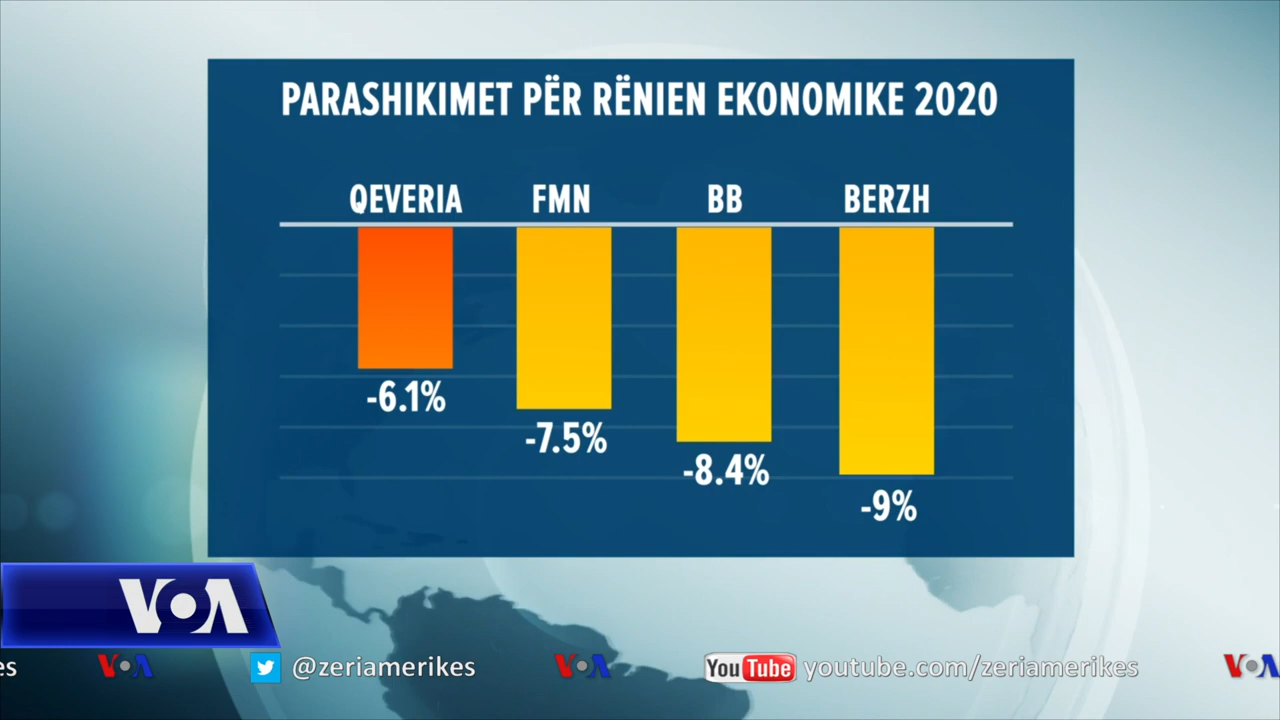 PARASHIKIMET PËR RËNIEN EKONOMIKE 2020
QEVERIA FMN BB BERZH
-6.1% -7.5% -8.4% -9%
VOA
es VOA @zeriamerikes VOA YouTube youtube.com/zeriamerikes VOA